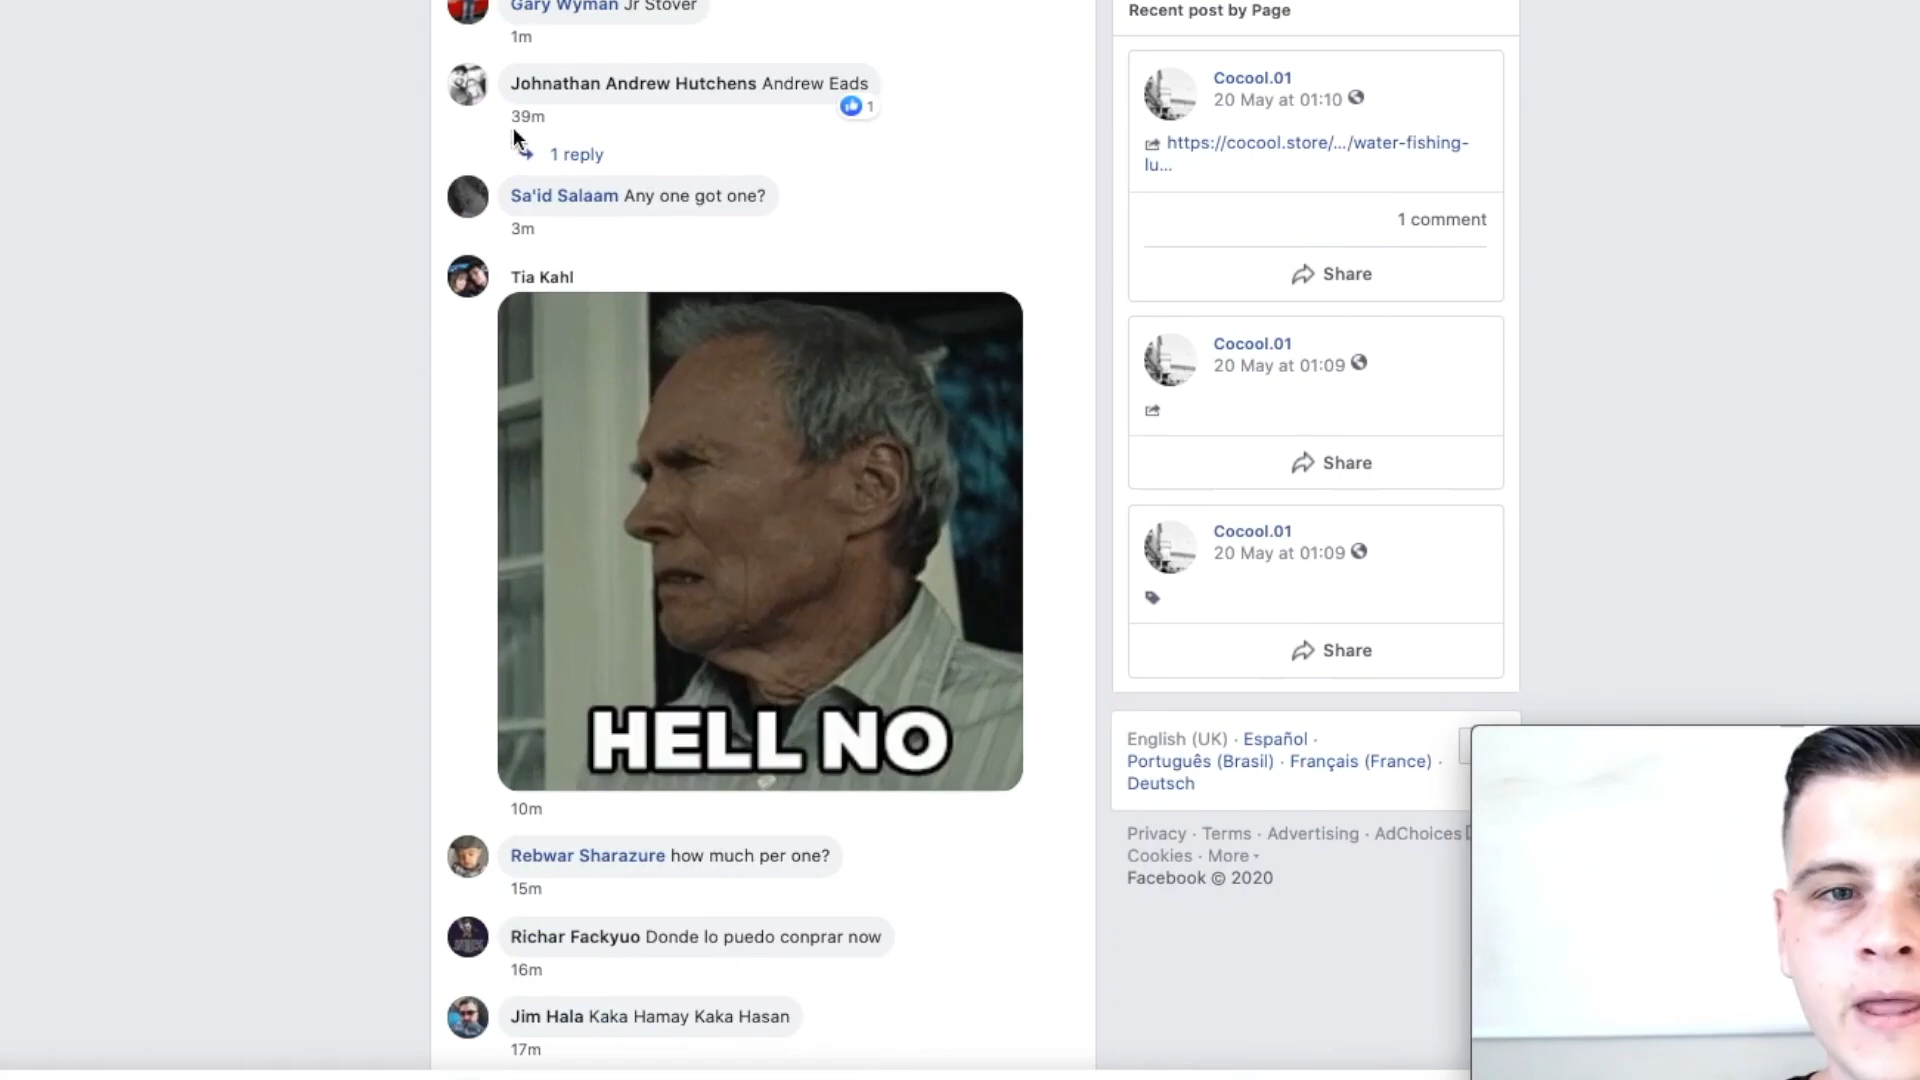 Gary Wyman Jr Stover
1m
Johnathan Andrew Hutchens Andrew Eads
1
39m
1 reply
Sa'id Salaam Any one got one?
3m
Tia Kahl
HELL NO
10m
Rebwar Sharazure how much per one?
15m
Richar Fackyuo Donde lo puedo conprar now
16m
Jim Hala Kaka Hamay Kaka Hasan
17m
Recent post by Page
Cocool.01
20 May at 01:10
https://cocool.store/.../water-fishing-
lu...
1 comment
Share
Cocool.01
20 May at 01:09
Share
Cocool.01
20 May at 01:09
Share
English (UK) · Español ·
Português (Brasil) · Français (France) ·
Deutsch
Privacy · Terms · Advertising · AdChoices
Cookies · More
Facebook © 2020